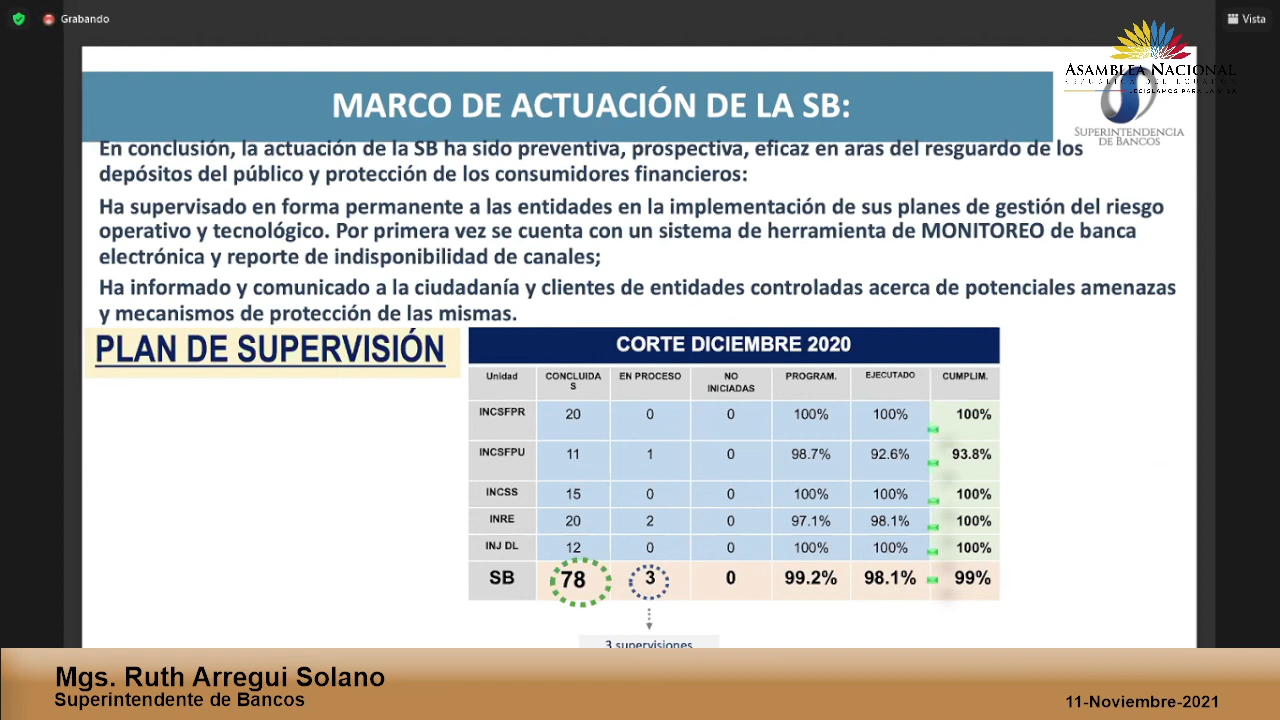 Grabando
Vista
ASAMBLEA NACIONAL
REPÚBLICA DEL ECUADOR
LEGISLAMOS PARA LA VIDA
SUPERINTENDENCIA
DE BANCOS
MARCO DE ACTUACIÓN DE LA SB:
En conclusión, la actuación de la SB ha sido preventiva, prospectiva, eficaz en aras del resguardo de los
depósitos del público y protección de los consumidores financieros:
Ha supervisado en forma permanente a las entidades en la implementación de sus planes de gestión del riesgo
operativo y tecnológico. Por primera vez se cuenta con un sistema de herramienta de MONITOREO de banca
electrónica y reporte de indisponibilidad de canales;
Ha informado y comunicado a la ciudadanía y clientes de entidades controladas acerca de potenciales amenazas
y mecanismos de protección de las mismas.
PLAN DE SUPERVISIÓN
CORTE DICIEMBRE 2020
Unidad CONCLUIDA EN PROCESO NO PROGRAM. EJECUTADO CUMPLIM.
S INICIADAS
INCSFPR 20 0 0 100% 100% 100%
INCSFPU 11 1 0 98.7% 92.6% 93.8%
INCSS 15 0 0 100% 100% 100%
INRE 20 2 0 97.1% 98.1% 100%
INJ DL 12 0 0 100% 100% 100%
SB 78 3 0 99.2% 98.1% 99%
3 supervisiones
Mgs. Ruth Arregui Solano
Superintendente de Bancos
11-Noviembre-2021